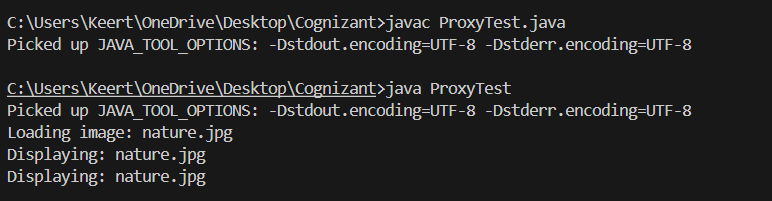 C:\Users\Keert\OneDrive\Desktop\Cognizant>javac ProxyTest.java
Picked up JAVA_TOOL_OPTIONS: -Dstdout.encoding=UTF-8 -Dstderr.encoding=UTF-8
C:\Users\Keert\OneDrive\Desktop\Cognizant>java ProxyTest
Picked up JAVA_TOOL_OPTIONS: -Dstdout.encoding=UTF-8 -Dstderr.encoding=UTF-8
Loading image: nature.jpg
Displaying: nature.jpg
Displaying: nature.jpg